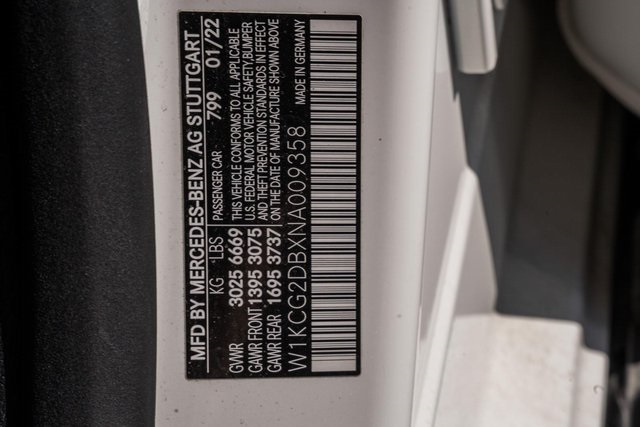 MFD BY MERCEDES-BENZ AG STUTTGART
KG LBS PASSENGER CAR 799 01/22
GVWR 3025 6669 THIS VEHICLE CONFORMS TO ALL APPLICABLE
U.S. FEDERAL MOTOR VEHICLE SAFETY, BUMPER
GAWR FRONT 1395 3075 AND THEFT PREVENTION STANDARDS IN EFFECT
GAWR REAR 1695 3737 ON THE DATE OF MANUFACTURE SHOWN ABOVE
W1KCG2DBXNA009358 MADE IN GERMANY